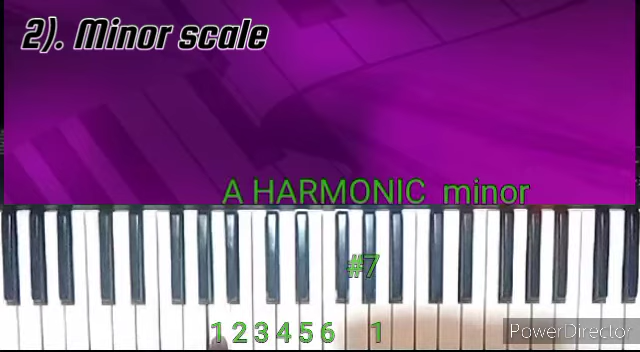 2). Minor scale
A HARMONIC minor
#7
1 2 3 4 5 6 1
PowerDirector